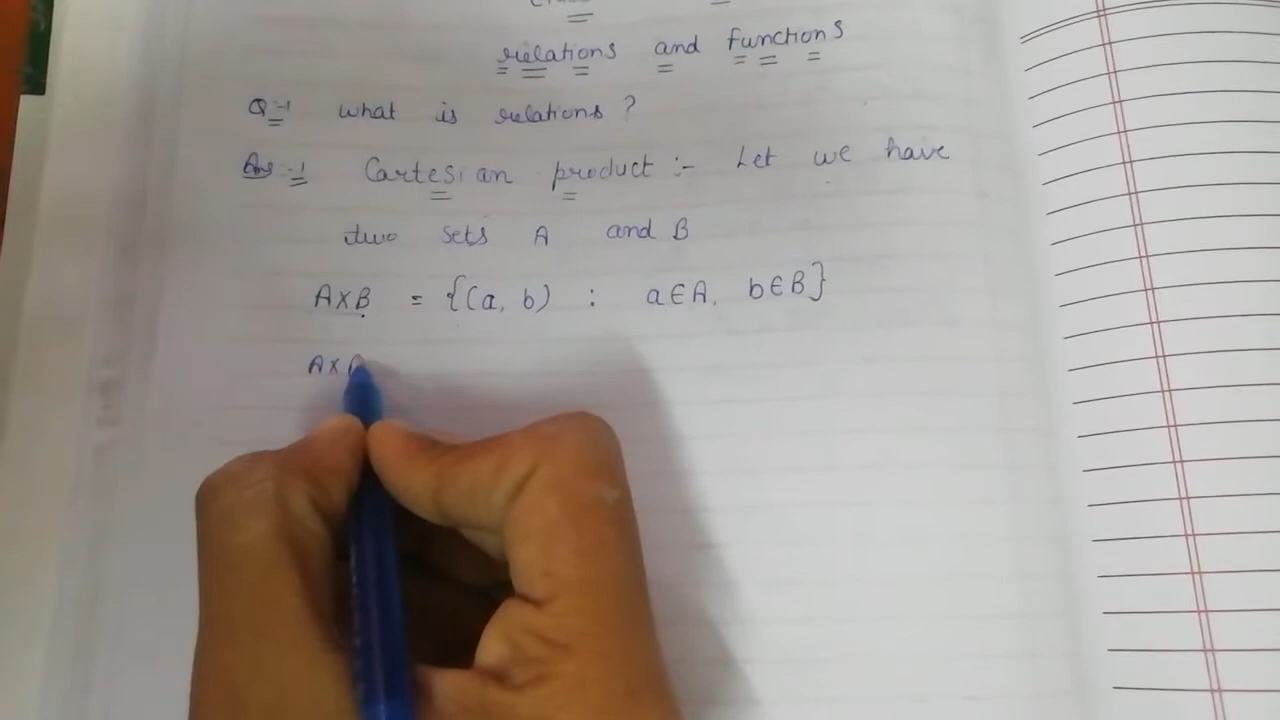 relations and functions
Q-1 what is relations ?
Ans-1 Cartesian product :- Let we have
two sets A and B
A×B = {(a, b) : a∈A, b∈B}
A×